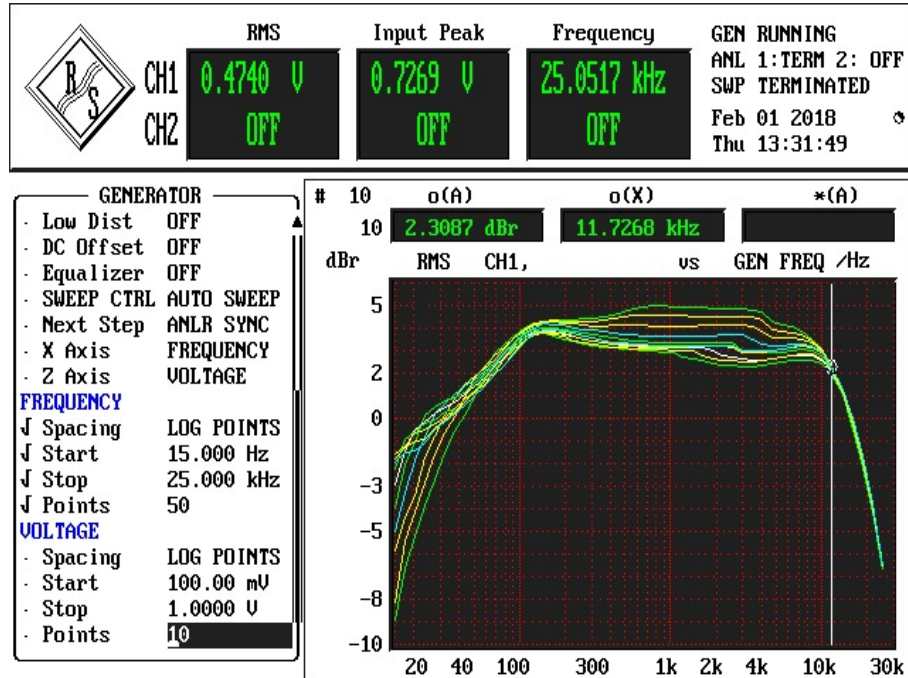 RMS Input Peak Frequency GEN RUNNING
R S CH1 0.4740 V 0.7269 V 25.0517 kHz ANL 1:TERM 2: OFF
SWP TERMINATED
CH2 OFF OFF OFF Feb 01 2018
Thu 13:31:49
GENERATOR
· Low Dist OFF
· DC Offset OFF
· Equalizer OFF
· SWEEP CTRL AUTO SWEEP
· Next Step ANLR SYNC
· X Axis FREQUENCY
· Z Axis VOLTAGE
FREQUENCY
√ Spacing LOG POINTS
√ Start 15.000 Hz
√ Stop 25.000 kHz
√ Points 50
VOLTAGE
· Spacing LOG POINTS
· Start 100.00 mV
· Stop 1.0000 V
· Points 10
# 10 o(A) o(X) *(A)
10 2.3087 dBr 11.7268 kHz
dBr RMS CH1, vs GEN FREQ /Hz
5
2
0
-3
-5
-8
-10
20 40 100 300 1k 2k 4k 10k 30k